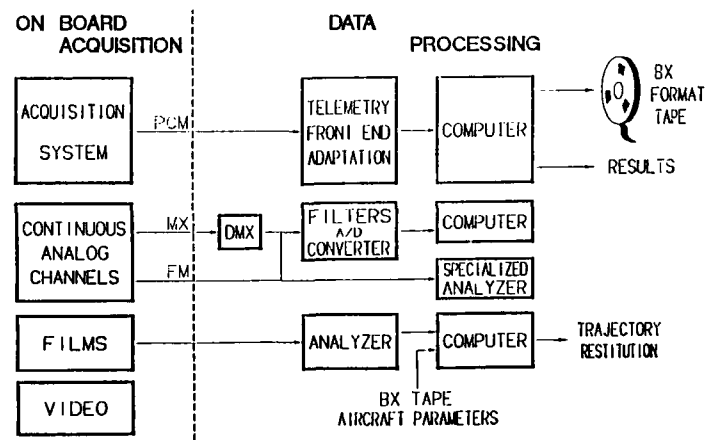 ON BOARD
ACQUISITION
DATA
PROCESSING
ACQUISITION
SYSTEM
PCM
TELEMETRY
FRONT END
ADAPTATION
COMPUTER
BX
FORMAT
TAPE
RESULTS
CONTINUOUS
ANALOG
CHANNELS
MX
FM
DMX
FILTERS
A/D
CONVERTER
COMPUTER
SPECIALIZED
ANALYZER
FILMS
ANALYZER
COMPUTER
TRAJECTORY
RESTITUTION
BX TAPE
AIRCRAFT PARAMETERS
VIDEO